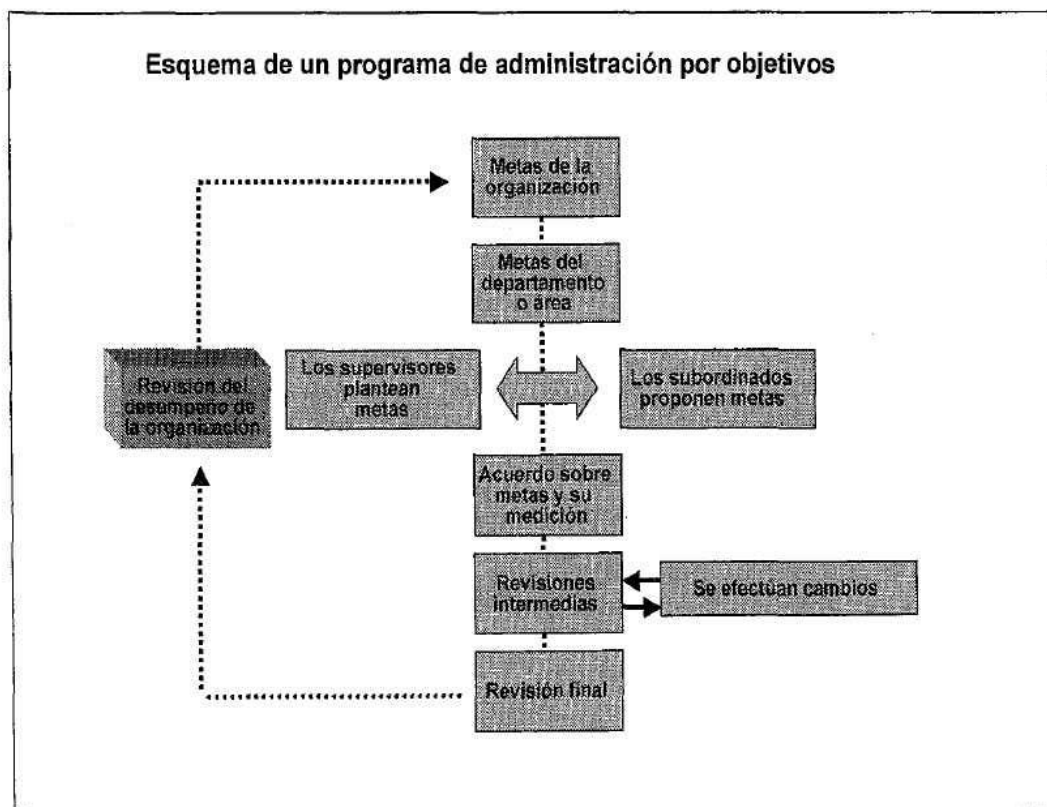 Esquema de un programa de administración por objetivos
Metas de la
organización
Metas del
departamento
o área
Revisión del
desempeño de
la organización
Los supervisores
plantean
metas
Los subordinados
proponen metas
Acuerdo sobre
metas y su
medición
Revisiones
intermedias
Se efectúan cambios
Revisión final